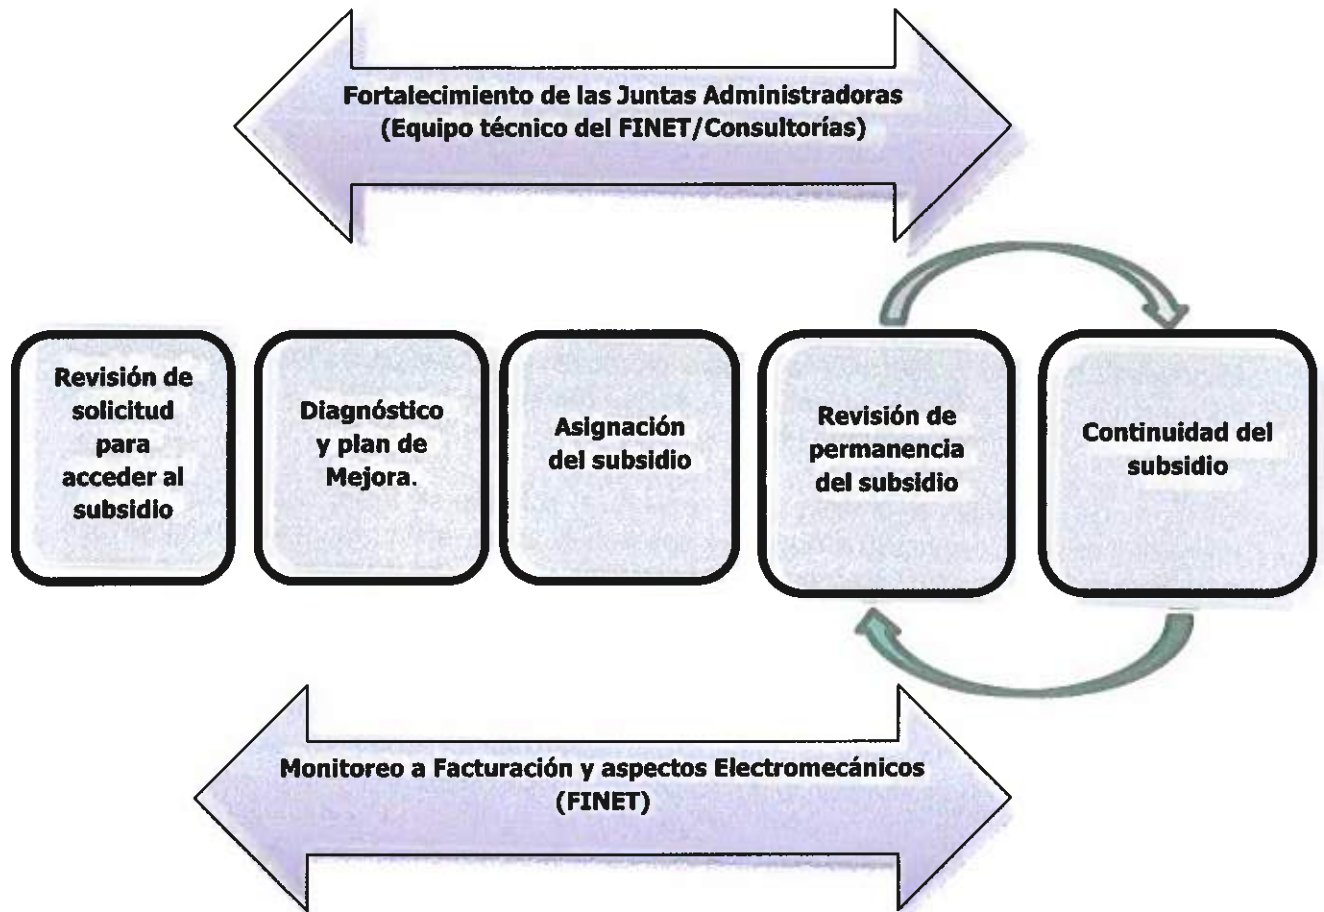 Fortalecimiento de las Juntas Administradoras
(Equipo técnico del FINET/Consultorías)
Revisión de
solicitud
para
acceder al
subsidio
Diagnóstico
y plan de
Mejora.
Asignación
del subsidio
Revisión de
permanencia
del subsidio
Continuidad del
subsidio
Monitoreo a Facturación y aspectos Electromecánicos
(FINET)